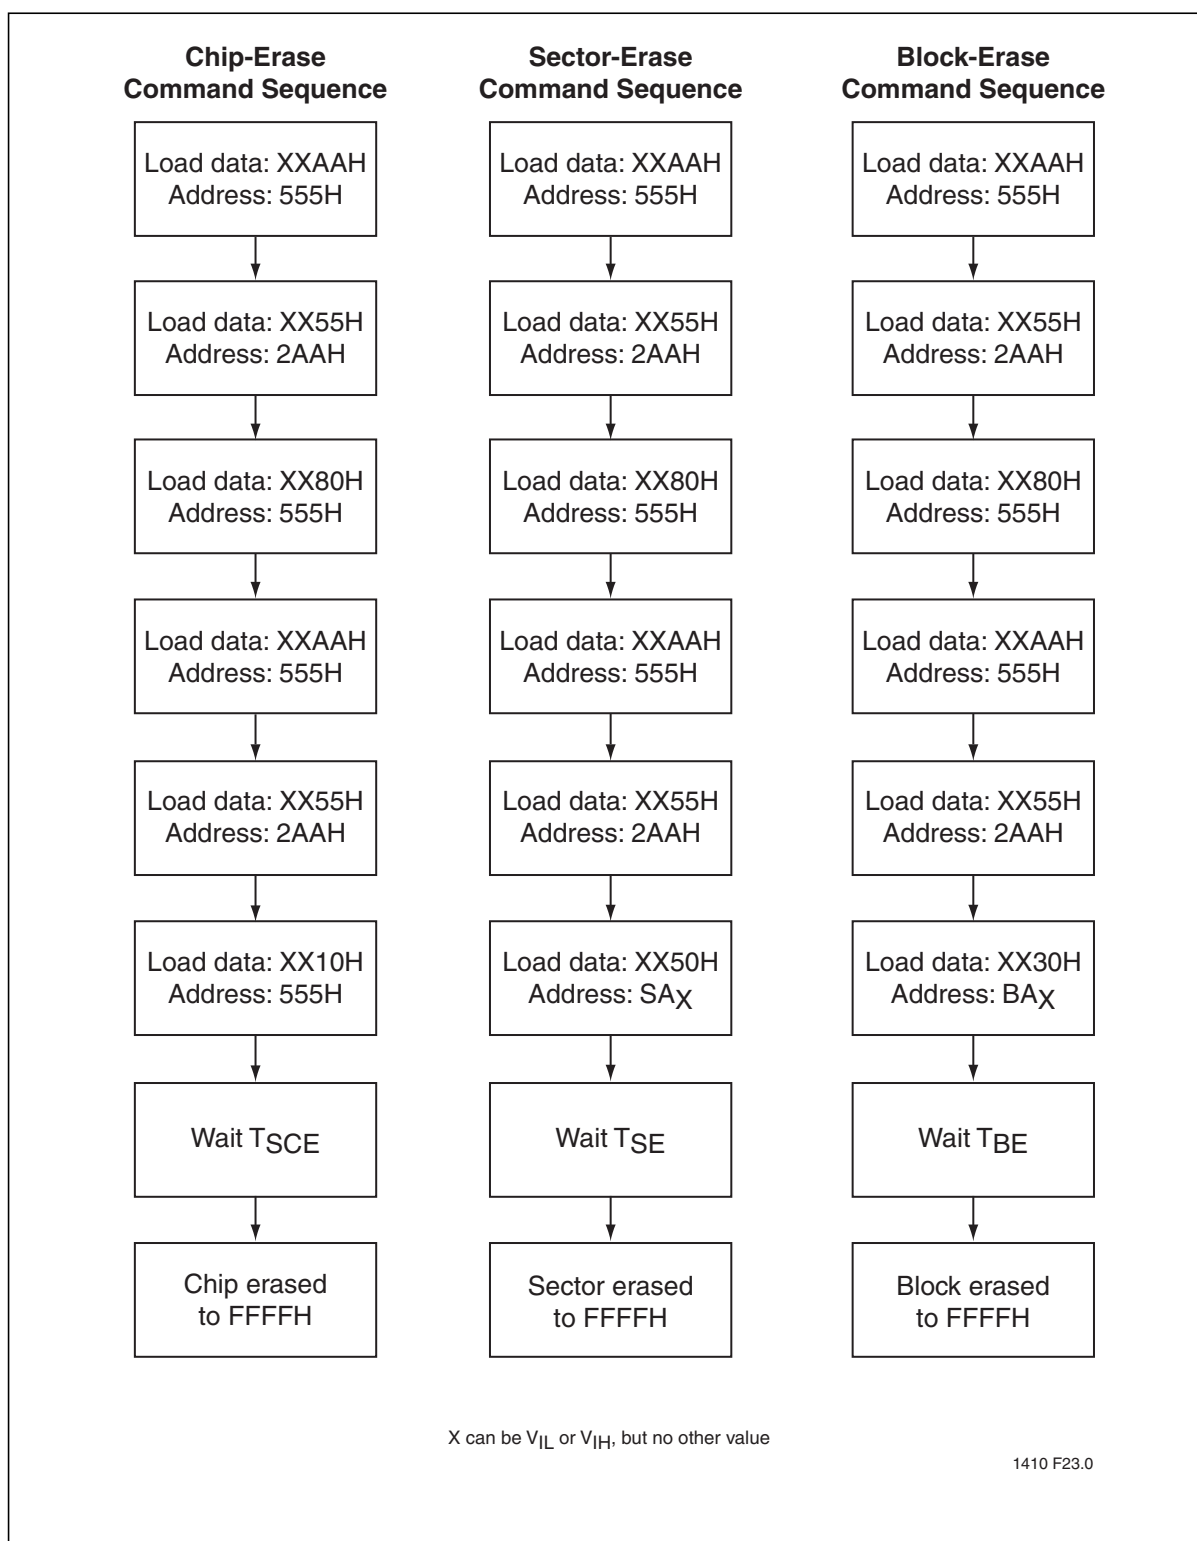 Chip-Erase
Command Sequence
Load data: XXAAH
Address: 555H
Load data: XX55H
Address: 2AAH
Load data: XX80H
Address: 555H
Load data: XXAAH
Address: 555H
Load data: XX55H
Address: 2AAH
Load data: XX10H
Address: 555H
Wait TSCE
Chip erased
to FFFFH
Sector-Erase
Command Sequence
Load data: XXAAH
Address: 555H
Load data: XX55H
Address: 2AAH
Load data: XX80H
Address: 555H
Load data: XXAAH
Address: 555H
Load data: XX55H
Address: 2AAH
Load data: XX50H
Address: SAX
Wait TSE
Sector erased
to FFFFH
Block-Erase
Command Sequence
Load data: XXAAH
Address: 555H
Load data: XX55H
Address: 2AAH
Load data: XX80H
Address: 555H
Load data: XXAAH
Address: 555H
Load data: XX55H
Address: 2AAH
Load data: XX30H
Address: BAX
Wait TBE
Block erased
to FFFFH
X can be VIL or VIH, but no other value
1410 F23.0